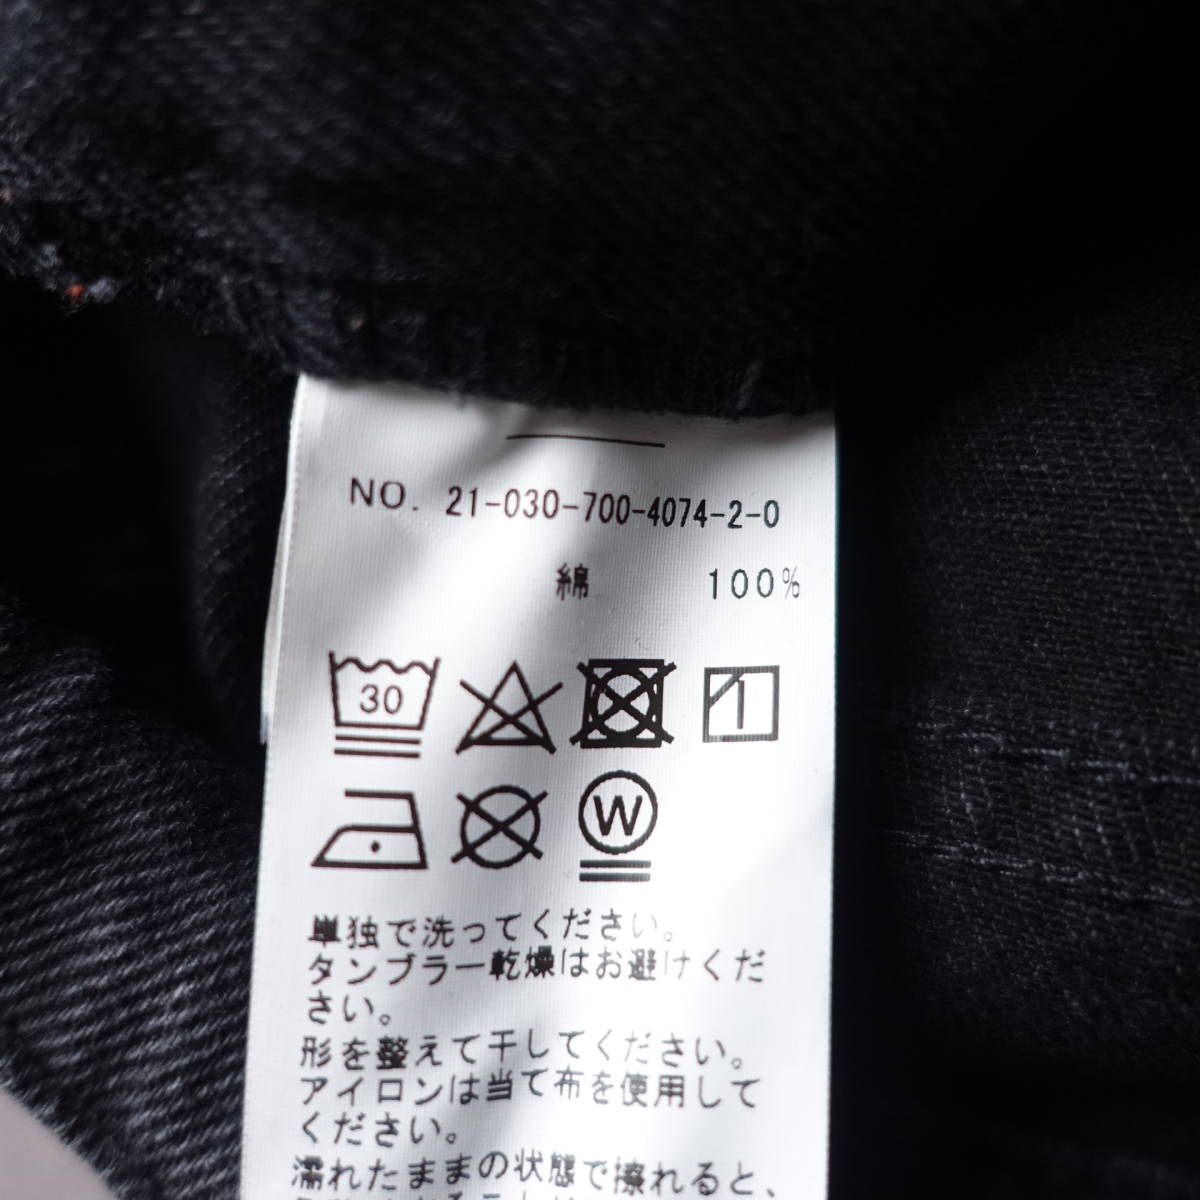 NO. 21-030-700-4074-2-0
綿 100%
30
W
単独で洗ってください。
タンブラー乾燥はお避けくだ
さい。
形を整えて干してください。
アイロンは当て布を使用して
ください。
濡れたままの状態で擦れると、